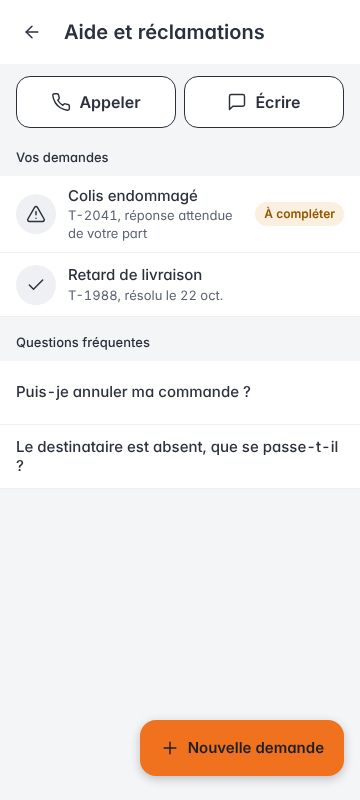 Aide et réclamations
Appeler
Écrire
Vos demandes
Colis endommagé
T-2041, réponse attendue
de votre part
À compléter
Retard de livraison
T-1988, résolu le 22 oct.
Questions fréquentes
Puis-je annuler ma commande ?
Le destinataire est absent, que se passe-t-il
?
Nouvelle demande